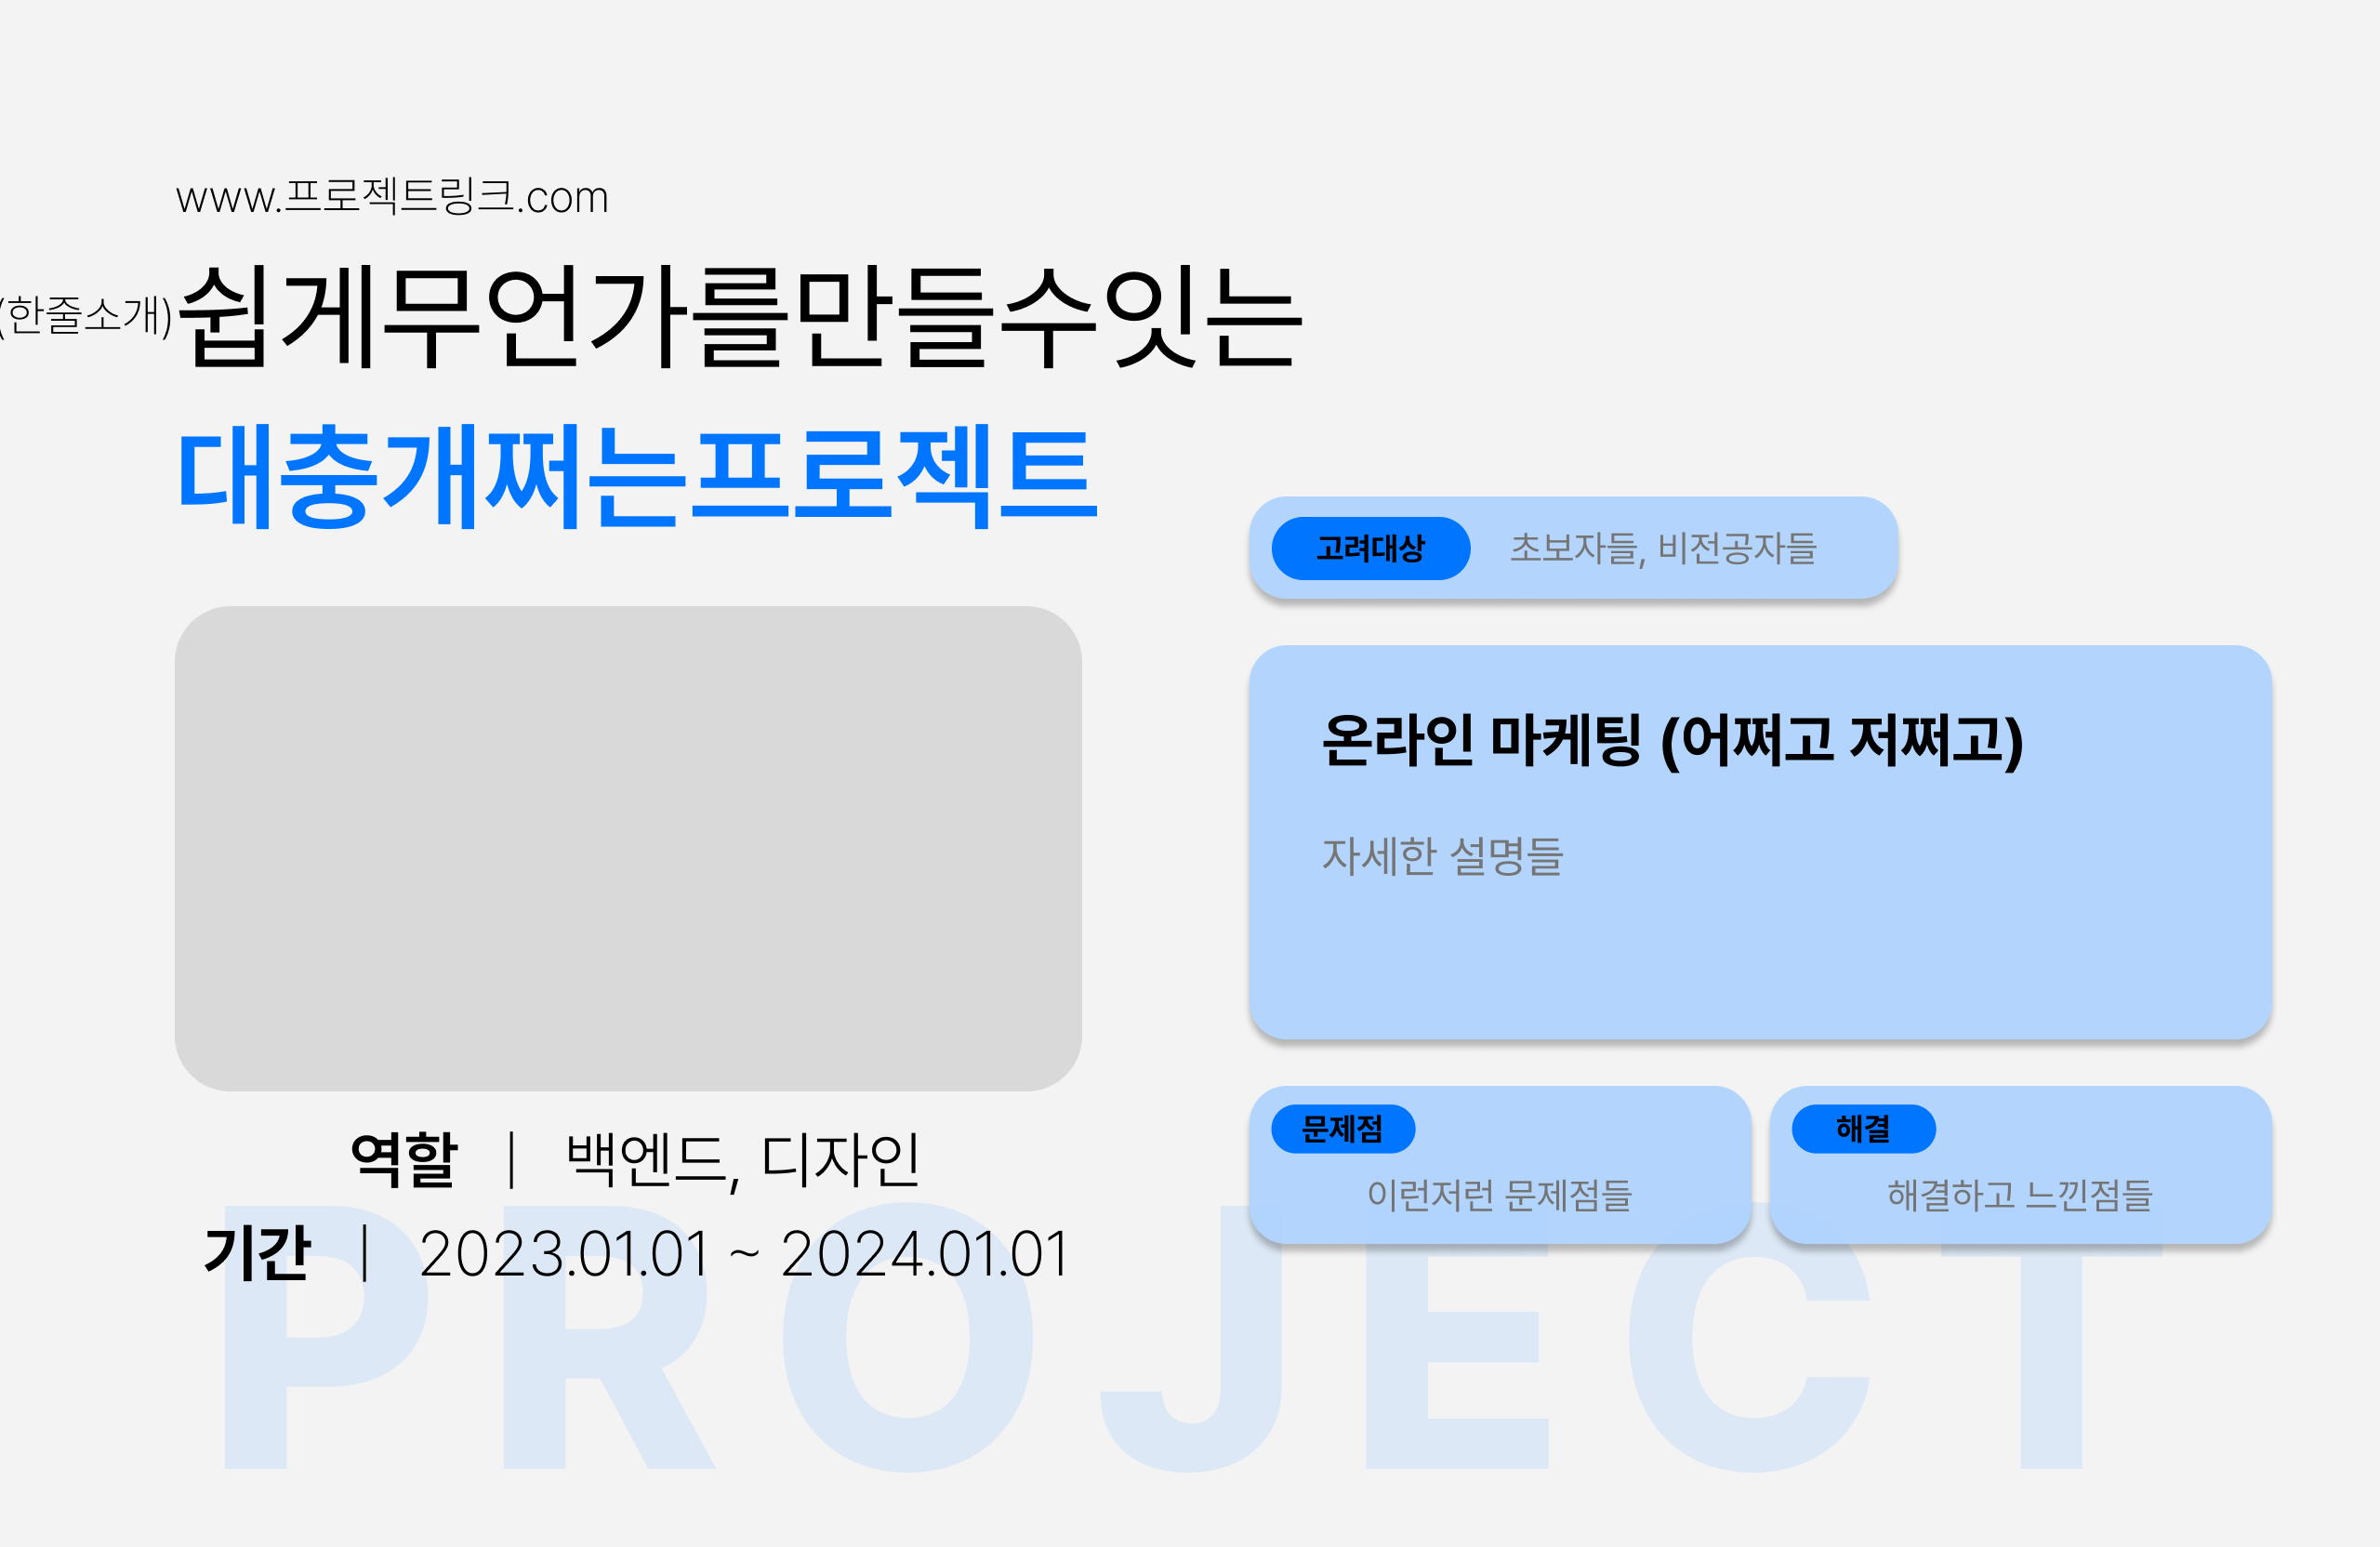 www.프로젝트링크.com
(한줄소개)
쉽게무언가를만들수잇는
대충개쩌는프로젝트
고객대상
초보자들, 비전공자들
온라인 마케팅 (어쩌고 저쩌고)
자세한 설명들
역할 | 백엔드, 디자인
기간 | 2023.01.01 ~ 2024.01.01
문제점
이런저런 문제점들
해결
해결하고 느낀점들
PROJECT